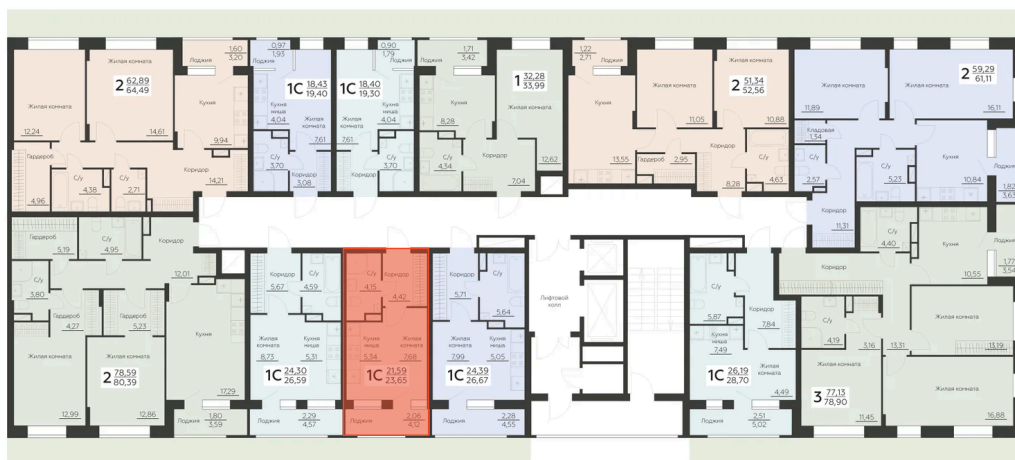 2 62,89
64,49
Жилая комната
12,24
Жилая комната
14,61
1,60
3,20
Лоджия
Кухня
9,94
Гардероб
4,96
С/у
4,38
С/у
2,71
Коридор
14,21
0,97
1,93
Лоджия
1С 18,43
19,40
Кухня ниша
4,04
Жилая комната
7,61
С/у
3,70
Коридор
3,08
0,90
1,79
Лоджия
1С 18,40
19,30
Жилая комната
7,61
Кухня ниша
4,04
С/у
3,70
1,71
3,42
Лоджия
1 32,28
33,99
Кухня
8,28
Жилая комната
12,62
С/у
4,34
Коридор
7,04
1,22
2,71
Лоджия
Кухня
13,55
Жилая комната
11,05
2 51,34
52,56
Жилая комната
10,88
Гардероб
2,95
Коридор
8,28
С/у
4,63
Жилая комната
11,89
2 59,29
61,11
Жилая комната
16,11
Кладовая
1,34
С/у
2,57
С/у
5,23
Кухня
10,84
Лоджия
1,82
3,63
Коридор
11,31
Гардероб
5,19
С/у
4,95
Коридор
12,01
С/у
3,80
4,27
С/у
5,23
Кухня
17,29
Жилая комната
12,99
2 78,59
80,39
Жилая комната
12,86
Лоджия
1,80
3,59
Коридор
5,67
С/у
4,59
Жилая комната
8,73
Кухня ниша
5,31
1С 24,30
26,59
Лоджия
2,29
4,57
С/у
4,15
Коридор
4,42
Кухня ниша
5,34
Жилая комната
7,68
1С 21,59
23,65
Лоджия
2,06
4,12
Коридор
5,71
С/у
5,64
Жилая комната
7,99
Кухня ниша
5,05
1С 24,39
26,67
Лоджия
2,28
4,55
Лифтовой
холл
С/у
5,87
Коридор
7,84
Кухня ниша
7,49
1С 26,19
28,70
Жилая комната
4,49
Лоджия
2,51
5,02
Коридор
13,31
С/у
4,40
Кухня
10,55
Лоджия
1,77
3,54
С/у
4,19
3,16
Жилая комната
13,19
3 77,13
78,90
Жилая комната
11,45
Жилая комната
16,88